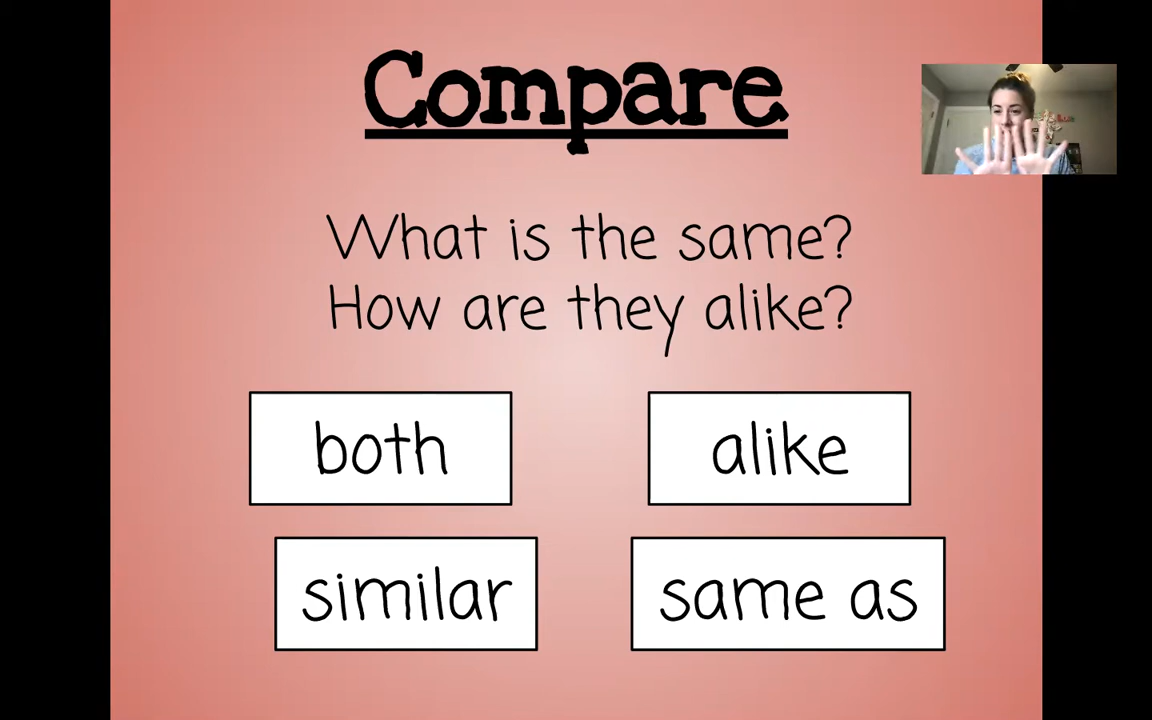 Compare
What is the same?
How are they alike?
both
alike
similar
same as